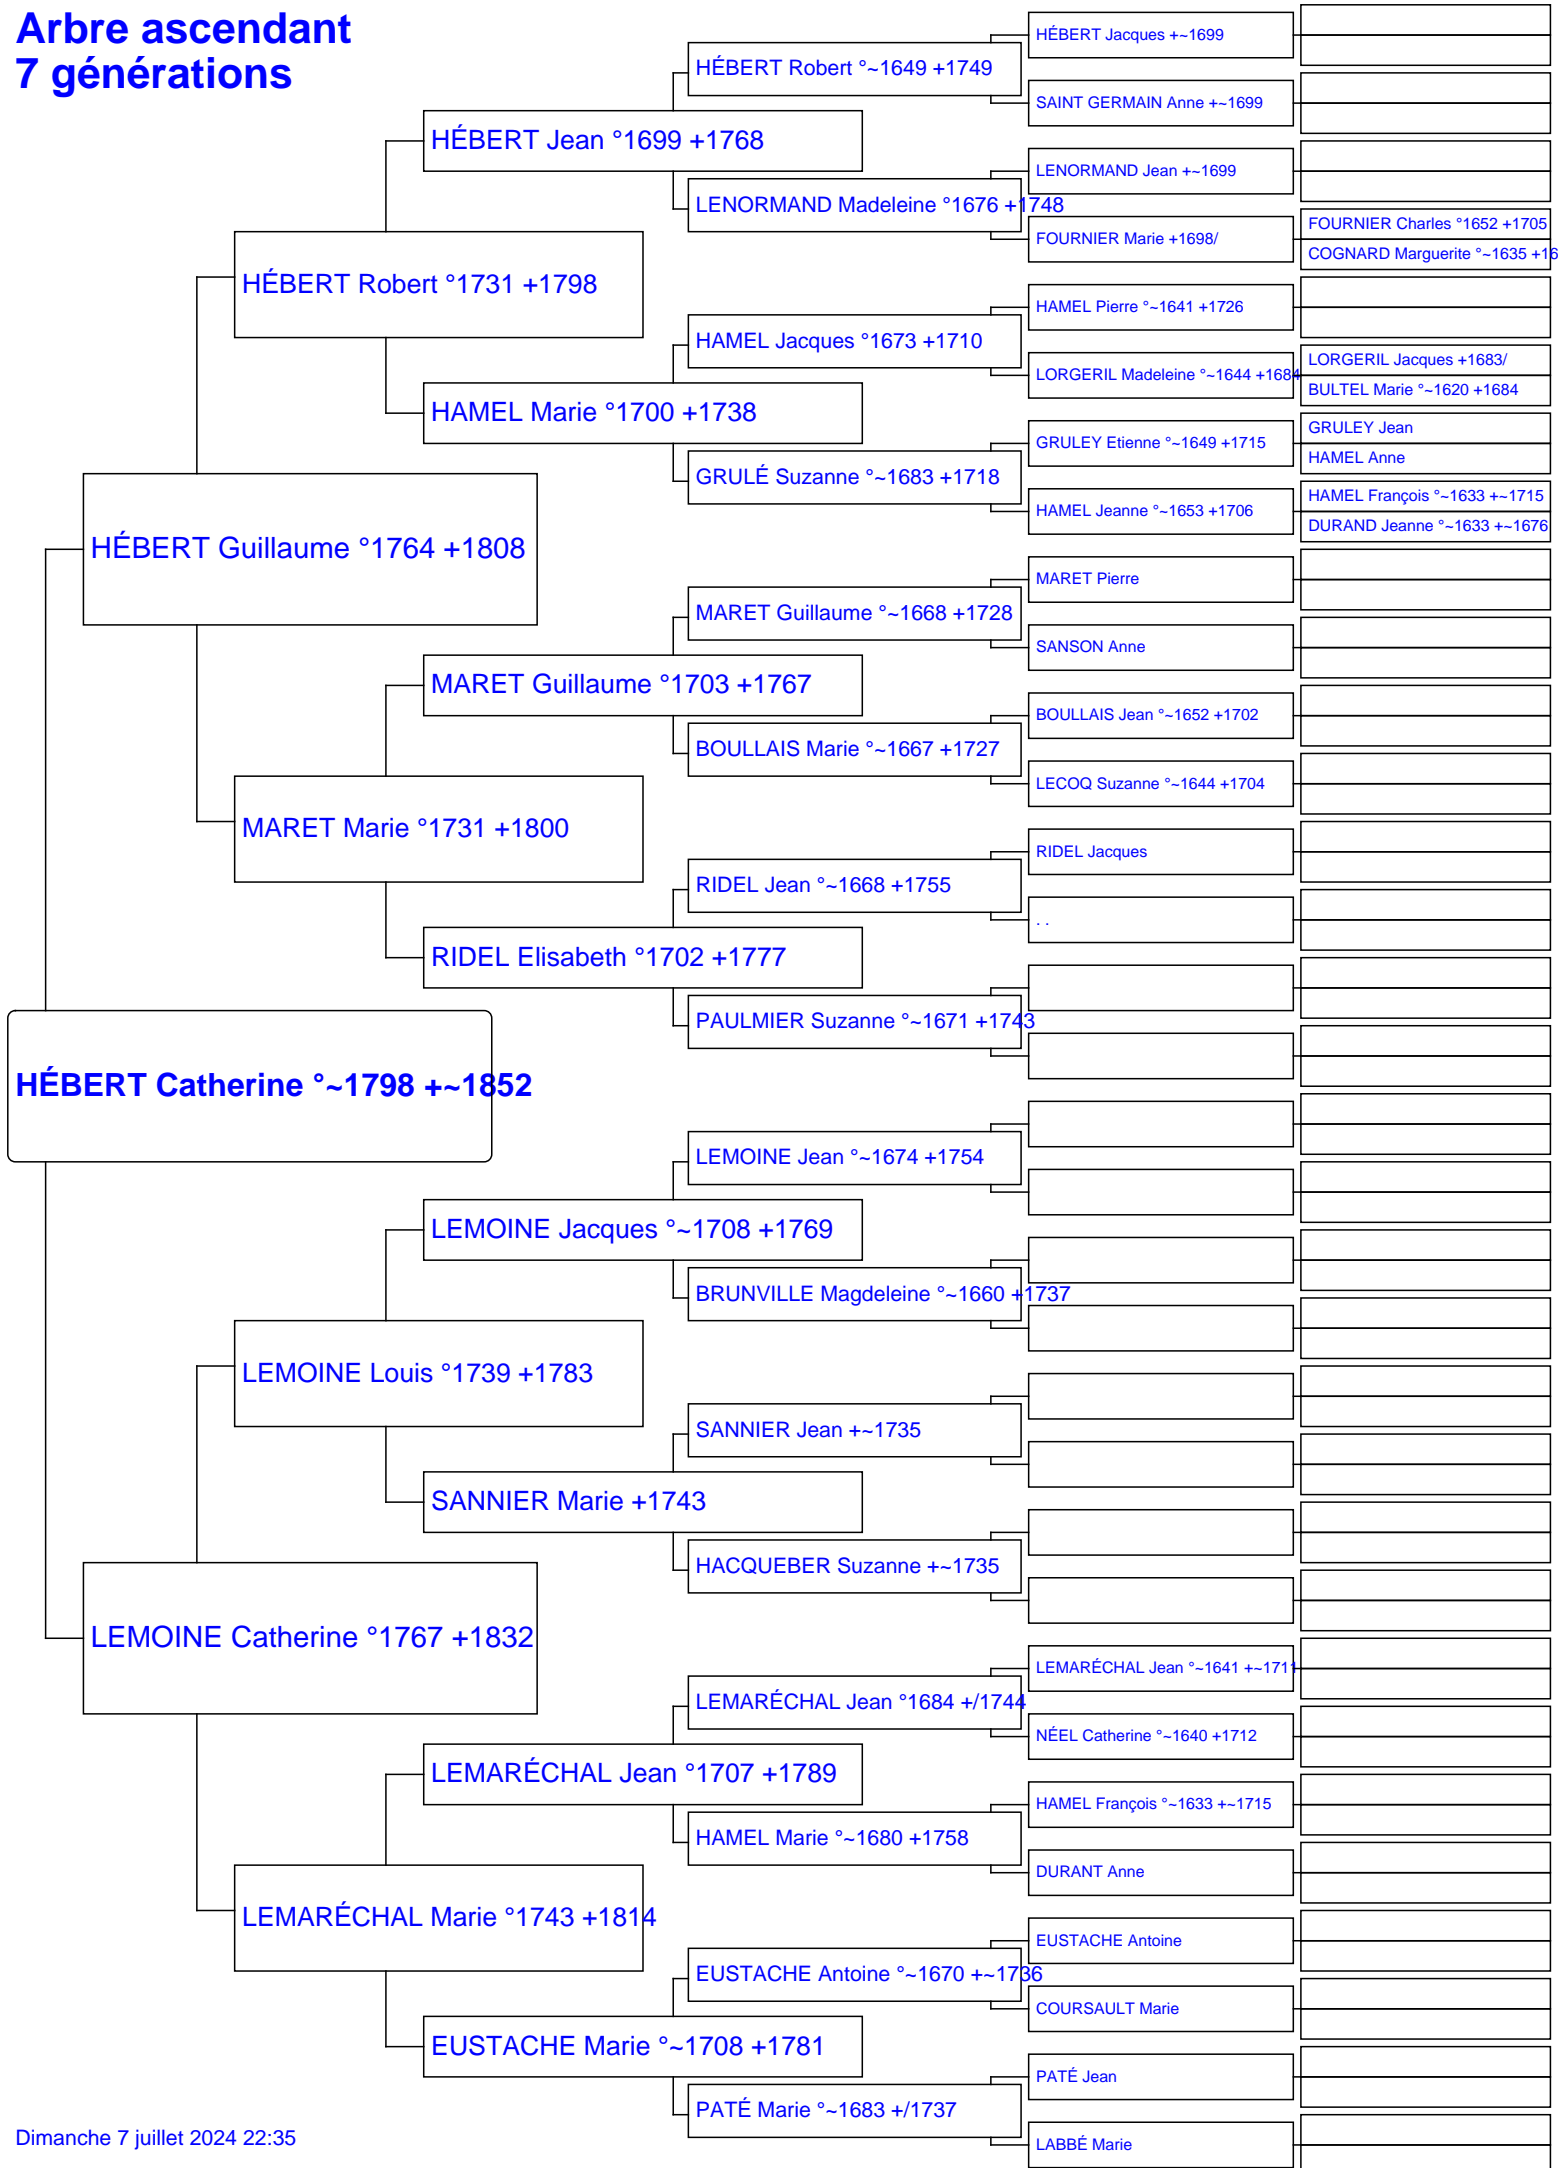 Arbre ascendant
7 générations
HÉBERT Catherine °~1798 +~1852
HÉBERT Guillaume °1764 +1808
LEMOINE Catherine °1767 +1832
HÉBERT Robert °1731 +1798
MARET Marie °1731 +1800
LEMOINE Louis °1739 +1783
LEMARÉCHAL Marie °1743 +1814
HÉBERT Jean °1699 +1768
HAMEL Marie °1700 +1738
MARET Guillaume °1703 +1767
RIDEL Elisabeth °1702 +1777
LEMOINE Jacques °~1708 +1769
SANNIER Marie +1743
LEMARÉCHAL Jean °1707 +1789
EUSTACHE Marie °~1708 +1781
HÉBERT Robert °~1649 +1749
LENORMAND Madeleine °1676 +1748
HAMEL Jacques °1673 +1710
GRULÉ Suzanne °~1683 +1718
MARET Guillaume °~1668 +1728
BOULLAIS Marie °~1667 +1727
RIDEL Jean °~1668 +1755
PAULMIER Suzanne °~1671 +1743
LEMOINE Jean °~1674 +1754
BRUNVILLE Magdeleine °~1660 +1737
SANNIER Jean +~1735
HACQUEBER Suzanne +~1735
LEMARÉCHAL Jean °1684 +/1744
HAMEL Marie °~1680 +1758
EUSTACHE Antoine °~1670 +~1736
PATÉ Marie °~1683 +/1737
HÉBERT Jacques +~1699
SAINT GERMAIN Anne +~1699
LENORMAND Jean +~1699
FOURNIER Marie +1698/
HAMEL Pierre °~1641 +1726
LORGERIL Madeleine °~1644 +1684
GRULEY Etienne °~1649 +1715
HAMEL Jeanne °~1653 +1706
MARET Pierre
SANSON Anne
BOULLAIS Jean °~1652 +1702
LECOQ Suzanne °~1644 +1704
RIDEL Jacques
. .
LEMARÉCHAL Jean °~1641 +~1711
NÉEL Catherine °~1640 +1712
HAMEL François °~1633 +~1715
DURANT Anne
EUSTACHE Antoine
COURSAULT Marie
PATÉ Jean
LABBÉ Marie
FOURNIER Charles °1652 +1705
COGNARD Marguerite °~1635 +16
LORGERIL Jacques +1683/
BULTEL Marie °~1620 +1684
GRULEY Jean
HAMEL Anne
HAMEL François °~1633 +~1715
DURAND Jeanne °~1633 +~1676
Dimanche 7 juillet 2024 22:35